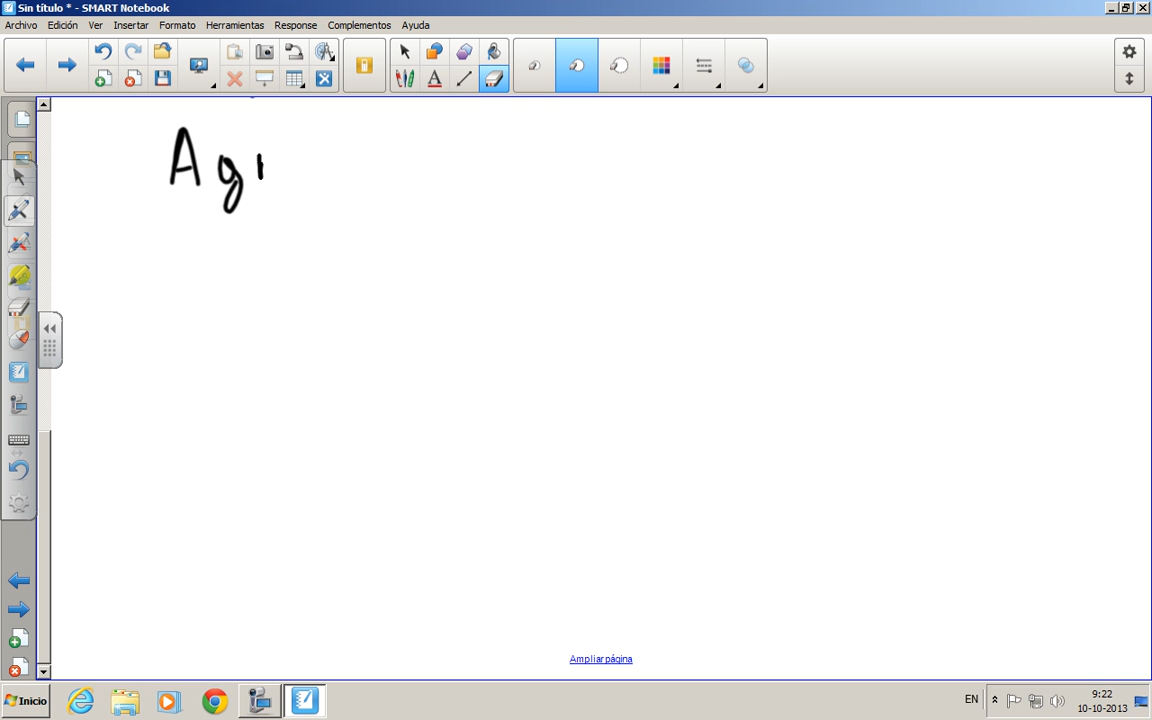 Sin título * - SMART Notebook
Archivo Edición Ver Insertar Formato Herramientas Response Complementos Ayuda
Agı
Ampliar página
Inicio
EN
9:22
10-10-2013